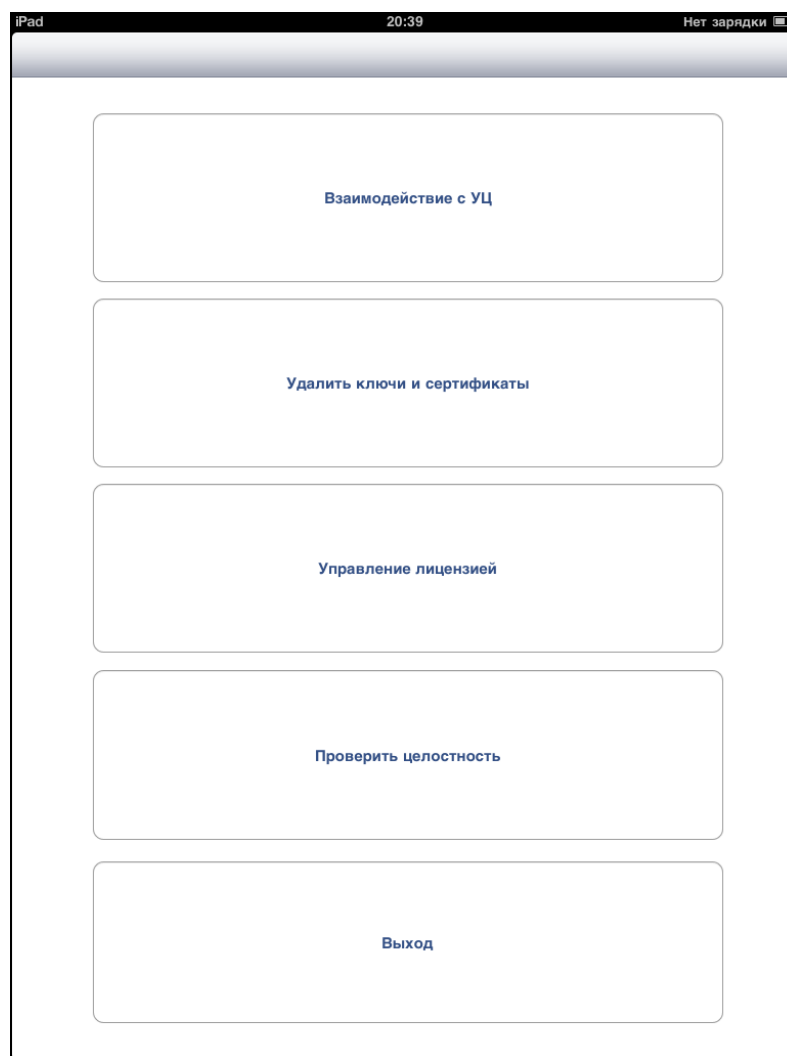 iPad 20:39 Нет зарядки
Взаимодействие с УЦ
Удалить ключи и сертификаты
Управление лицензией
Проверить целостность
Выход